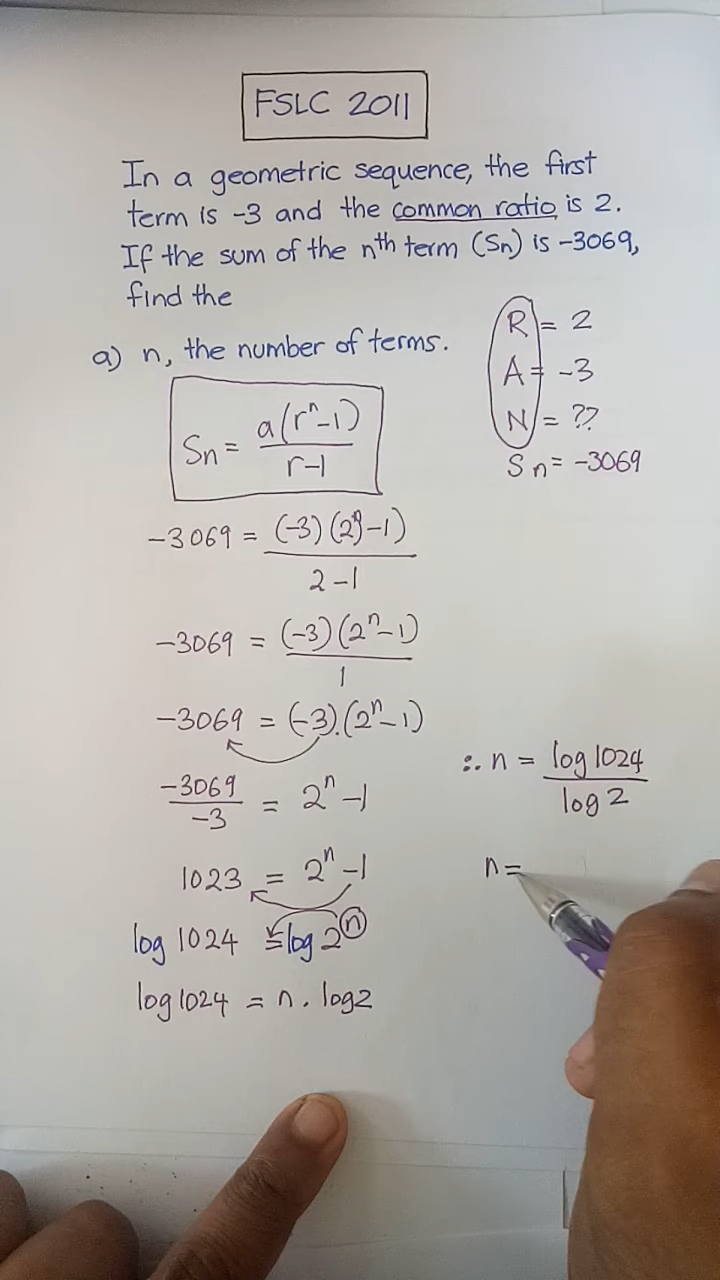 FSLC 2011
In a geometric sequence, the first
term is -3 and the common ratio is 2.
If the sum of the nth term (Sn) is -3069,
find the
a) n, the number of terms.
R = 2
A = -3
N = ??
Sn = -3069
Sn = a(r^n - 1) / r - 1
-3069 = (-3)(2^n - 1) / 2 - 1
-3069 = (-3)(2^n - 1) / 1
-3069 = (-3).(2^n - 1)
-3069 / -3 = 2^n - 1
1023 = 2^n - 1
log 1024 = log 2^n
log 1024 = n . log 2
∴ n = log 1024 / log 2
n =